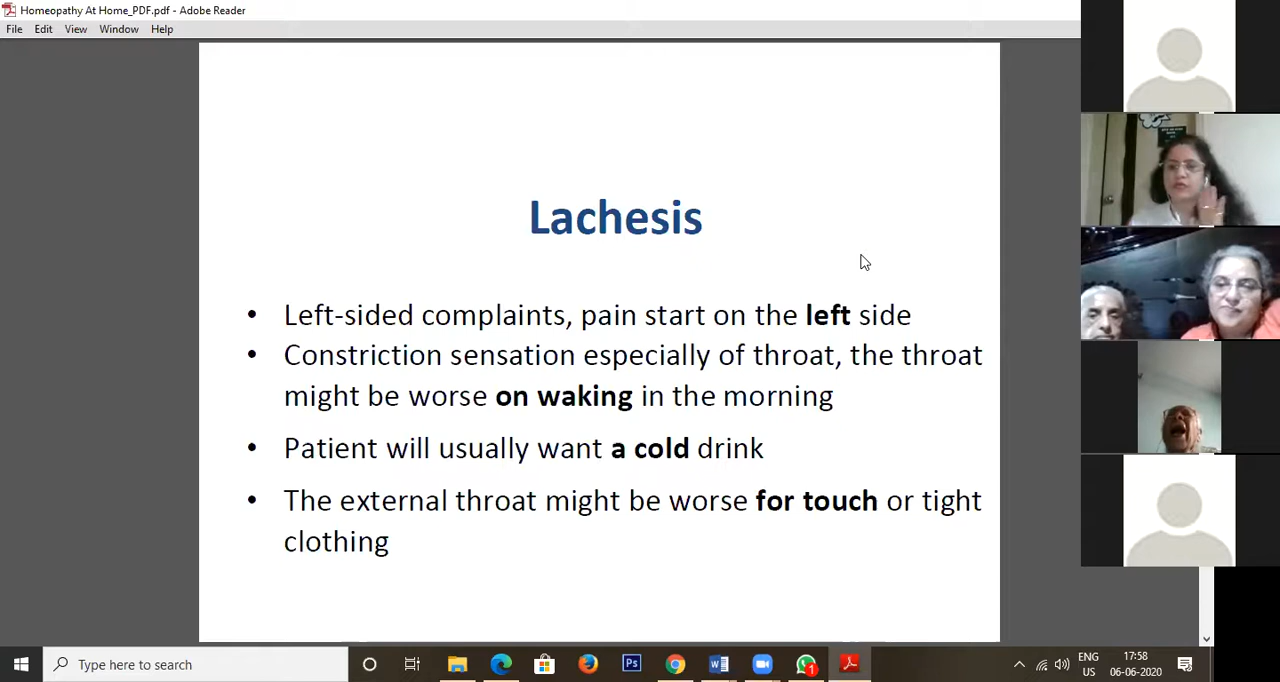 Homeopathy At Home_PDF.pdf - Adobe Reader
File Edit View Window Help
Lachesis
• Left-sided complaints, pain start on the left side
• Constriction sensation especially of throat, the throat
might be worse on waking in the morning
• Patient will usually want a cold drink
• The external throat might be worse for touch or tight
clothing
Type here to search
Ps
W
1
ENG
US
17:58
06-06-2020